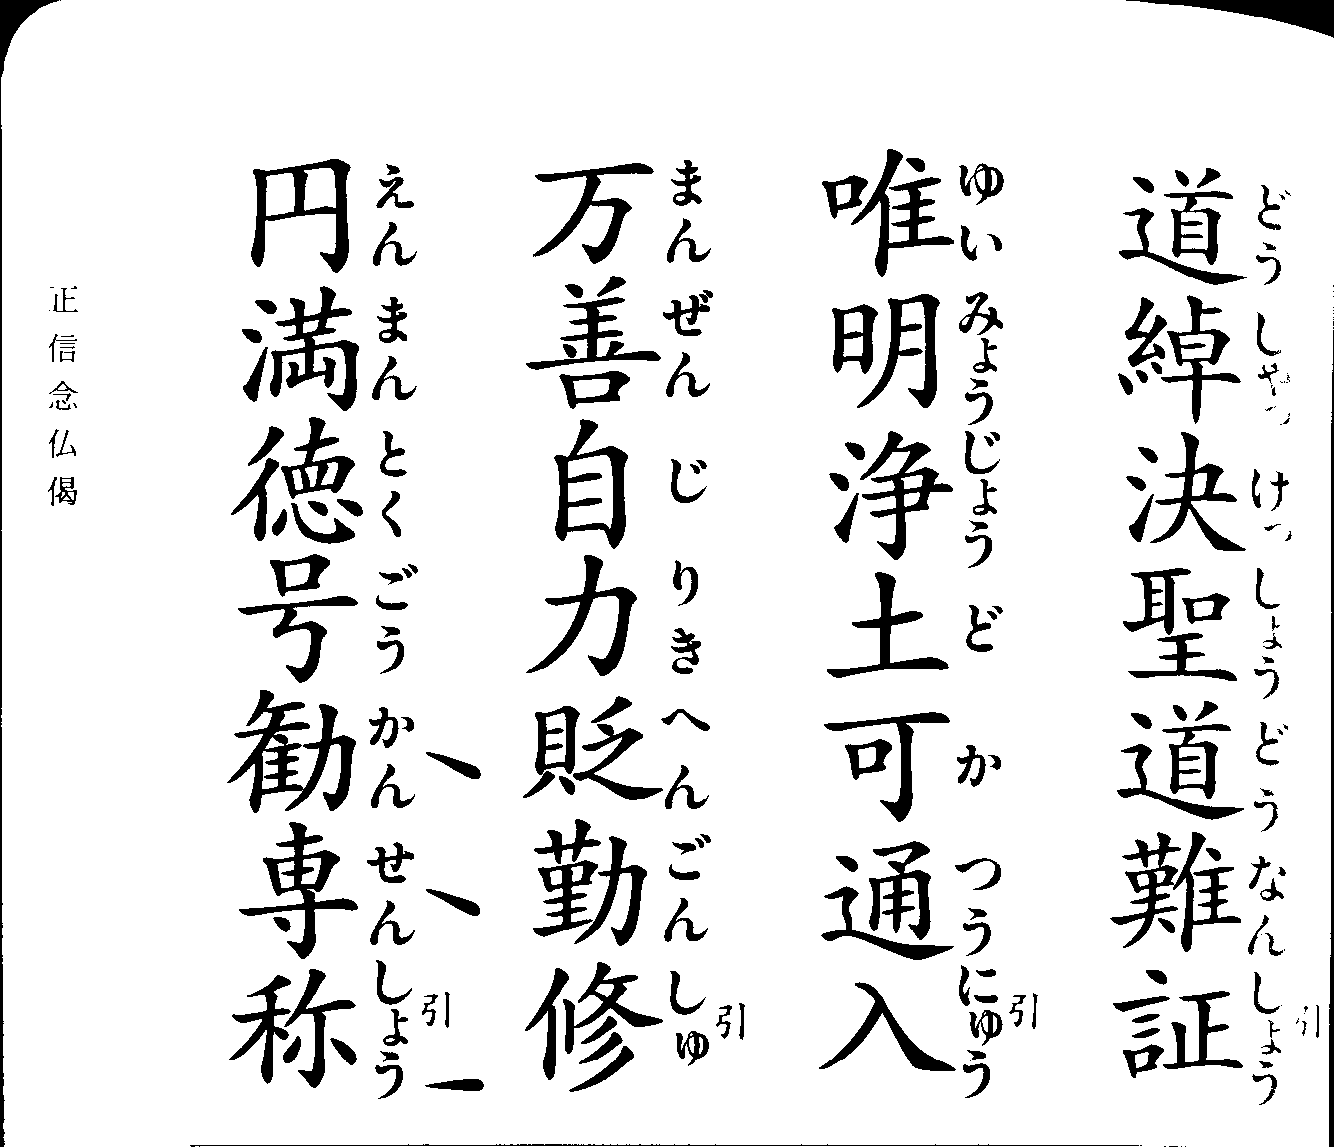 道綽決聖道難証
どうしゃっけっしょうどうなんしょう
引
唯明浄土可通入
ゆいみょうじょうどかつうにゅう
引
万善自力貶勤修
まんぜんじりきへんごんしゅ
引
円満徳号勧専称
えんまんとくごうかんせんしょう
引
正信念仏偈